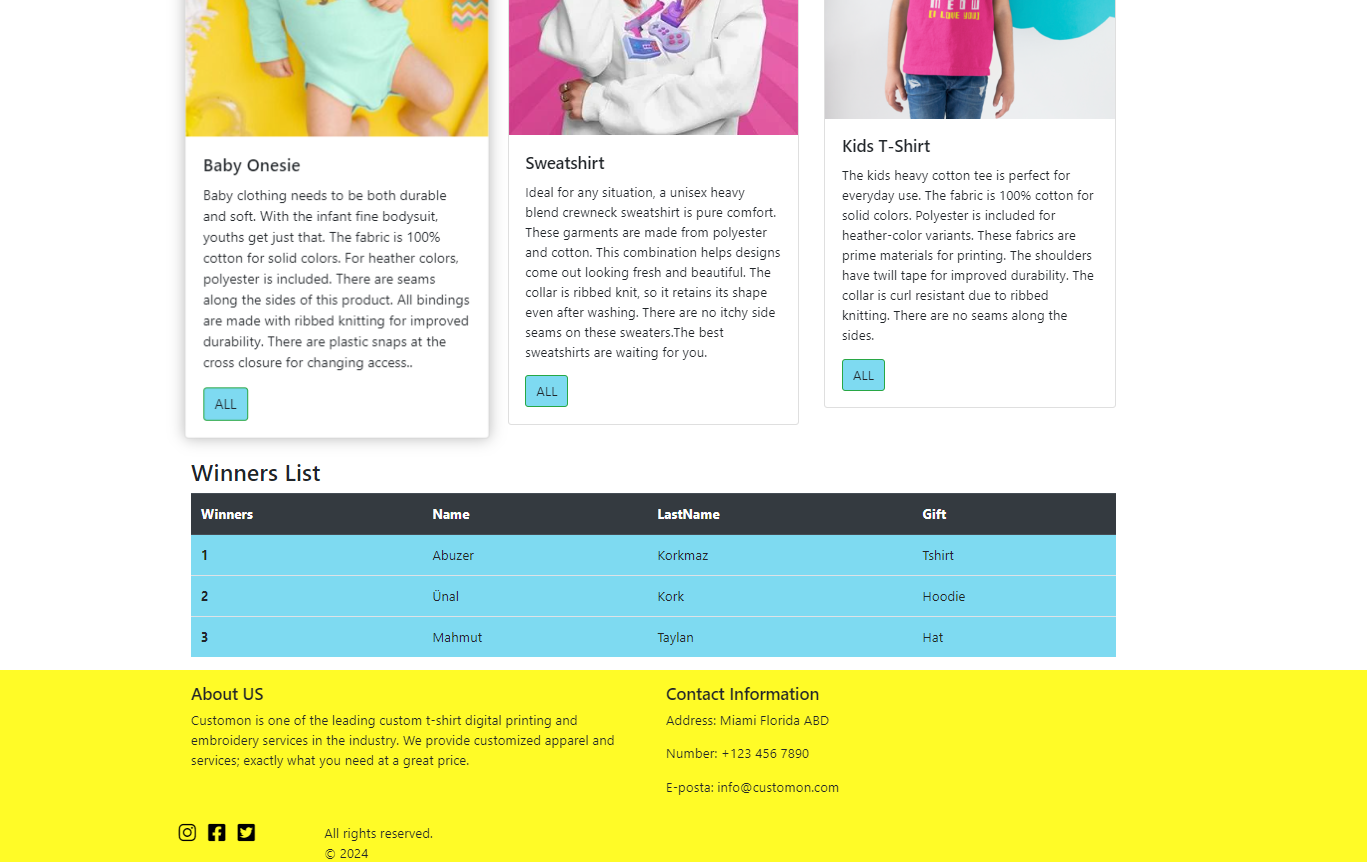 MEOW
(I LOVE YOU)
Baby Onesie
Baby clothing needs to be both durable
and soft. With the infant fine bodysuit,
youths get just that. The fabric is 100%
cotton for solid colors. For heather colors,
polyester is included. There are seams
along the sides of this product. All bindings
are made with ribbed knitting for improved
durability. There are plastic snaps at the
cross closure for changing access..
ALL
Sweatshirt
Ideal for any situation, a unisex heavy
blend crewneck sweatshirt is pure comfort.
These garments are made from polyester
and cotton. This combination helps designs
come out looking fresh and beautiful. The
collar is ribbed knit, so it retains its shape
even after washing. There are no itchy side
seams on these sweaters.The best
sweatshirts are waiting for you.
ALL
Kids T-Shirt
The kids heavy cotton tee is perfect for
everyday use. The fabric is 100% cotton for
solid colors. Polyester is included for
heather-color variants. These fabrics are
prime materials for printing. The shoulders
have twill tape for improved durability. The
collar is curl resistant due to ribbed
knitting. There are no seams along the
sides.
ALL
Winners List
Winners Name LastName Gift
1 Abuzer Korkmaz Tshirt
2 Ünal Kork Hoodie
3 Mahmut Taylan Hat
About US
Customon is one of the leading custom t-shirt digital printing and
embroidery services in the industry. We provide customized apparel and
services; exactly what you need at a great price.
Contact Information
Address: Miami Florida ABD
Number: +123 456 7890
E-posta: info@customon.com
All rights reserved.
© 2024